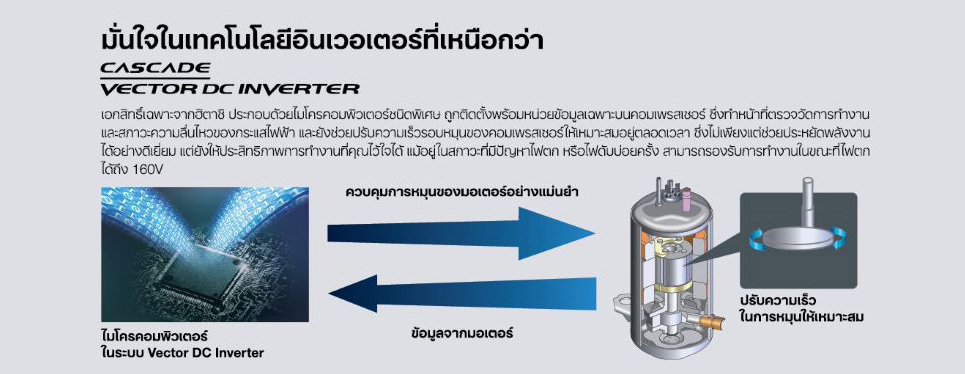 มั่นใจในเทคโนโลยีอินเวอเตอร์ที่เหนือกว่า
CASCADE
VECTOR DC INVERTER
เอกสิทธิ์เฉพาะจากฮิตาชิ ประกอบด้วยไมโครคอมพิวเตอร์ชนิดพิเศษ ถูกติดตั้งพร้อมหน่วยข้อมูลเฉพาะบนคอมเพรสเซอร์ ซึ่งทำหน้าที่ตรวจวัดการทำงาน
และสภาวะความลื่นไหวของกระแสไฟฟ้า และยังช่วยปรับความเร็วรอบหมุนของคอมเพรสเซอร์ให้เหมาะสมอยู่ตลอดเวลา ซึ่งไม่เพียงแต่ช่วยประหยัดพลังงาน
ได้อย่างดีเยี่ยม แต่ยังให้ประสิทธิภาพการทำงานที่คุณไว้ใจได้ แม้อยู่ในสภาวะที่มีปัญหาไฟตก หรือไฟดับบ่อยครั้ง สามารถรองรับการทำงานในขณะที่ไฟตก
ได้ถึง 160V
ควบคุมการหมุนของมอเตอร์อย่างแม่นยำ
ปรับความเร็ว
ในการหมุนให้เหมาะสม
ข้อมูลจากมอเตอร์
ไมโครคอมพิวเตอร์
ในระบบ Vector DC Inverter